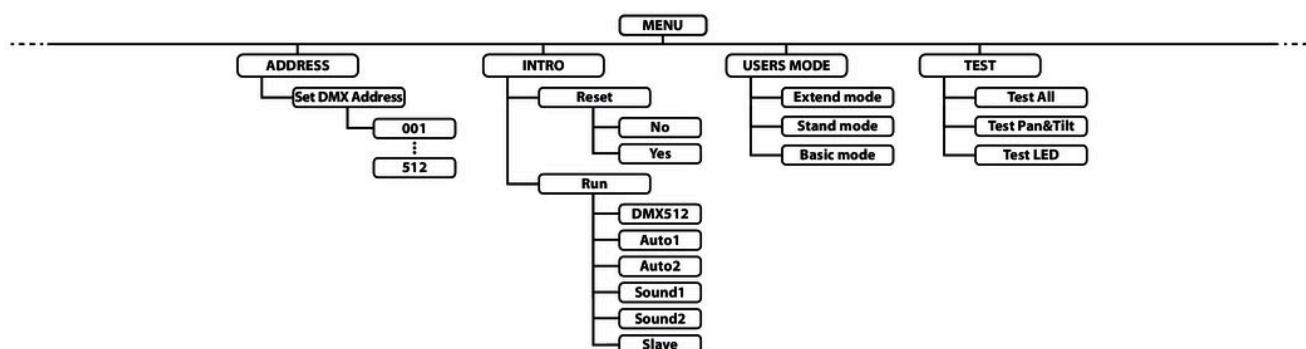 MENU
ADDRESS
INTRO
USERS MODE
TEST
Set DMX Address
Reset
Extend mode
Test All
001
No
Stand mode
Test Pan&Tilt
512
Yes
Basic mode
Test LED
Run
DMX512
Auto1
Auto2
Sound1
Sound2
Slave